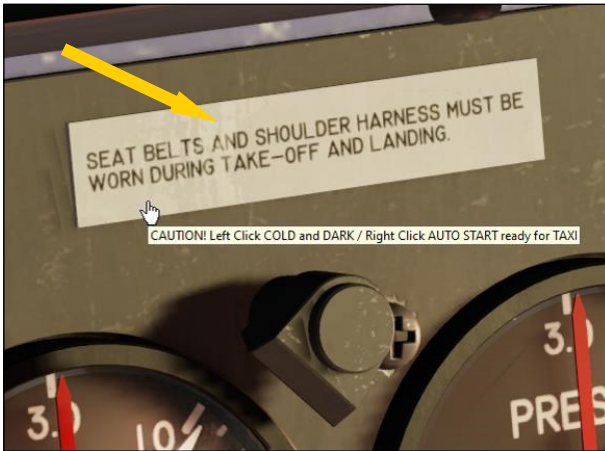 SEAT BELTS AND SHOULDER HARNESS MUST BE
WORN DURING TAKE-OFF AND LANDING.
CAUTION! Left Click COLD and DARK / Right Click AUTO START ready for TAXI
3.0
10
3.0
PRES